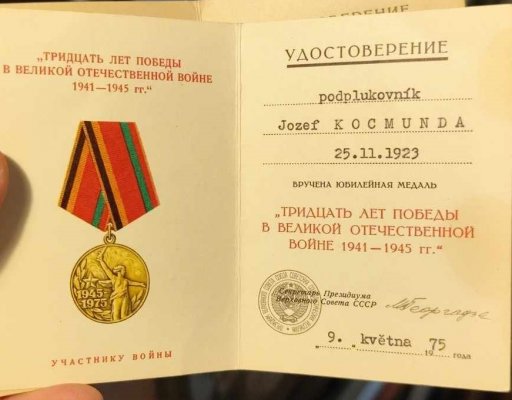 „ТРИДЦАТЬ ЛЕТ ПОБЕДЫ
В ВЕЛИКОЙ ОТЕЧЕСТВЕННОЙ ВОЙНЕ
1941—1945 гг.“
1945
1975
УЧАСТНИКУ ВОЙНЫ
УДОСТОВЕРЕНИЕ
podplukovník
Jozef KOCMUNDA
25.11.1923
ВРУЧЕНА ЮБИЛЕЙНАЯ МЕДАЛЬ
„ТРИДЦАТЬ ЛЕТ ПОБЕДЫ
В ВЕЛИКОЙ ОТЕЧЕСТВЕННОЙ
ВОЙНЕ 1941—1945 гг.“
Секретарь Президиума
Верховного Совета СССР
М Георгадзе
„9. května 75
19 года